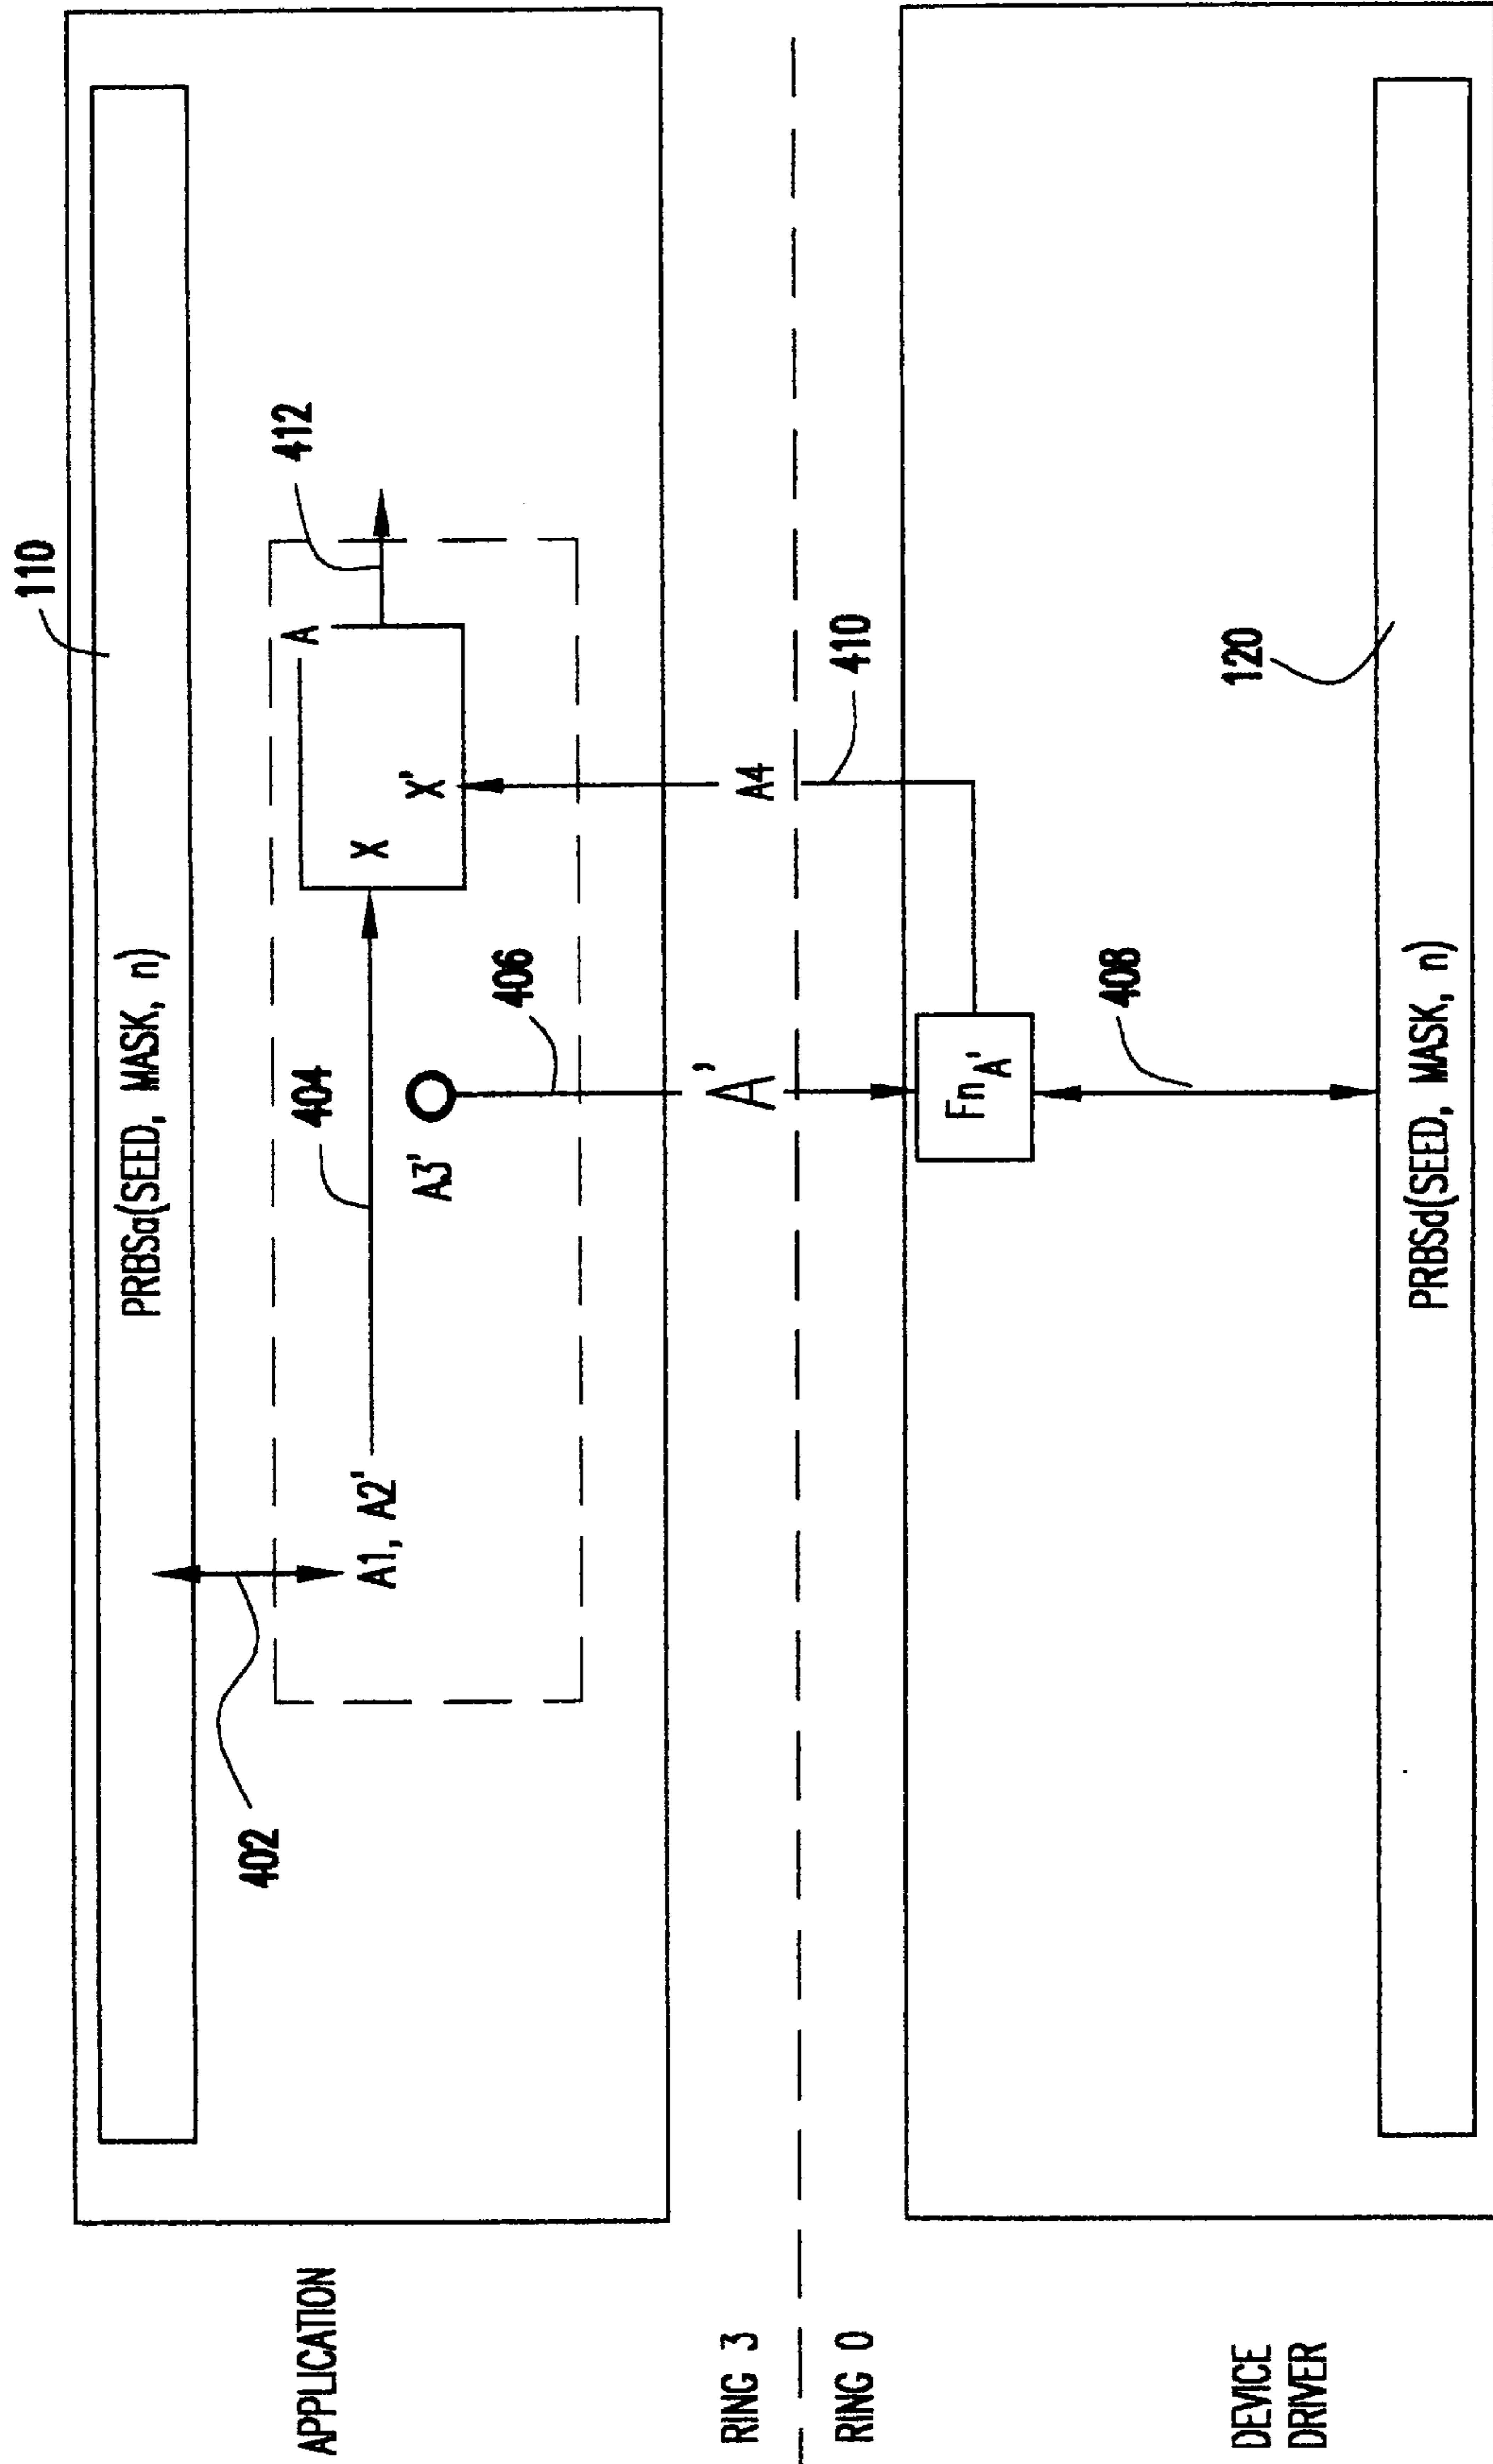 110
PRBSa(SEED, MASK, n)
402
A1, A2'
404
A3'
406
X
X'
A
412
APPLICATION
A'
A4
RING 3
RING 0
410
Fn A'
408
120
DEVICE
DRIVER
PRBSd(SEED, MASK, n)